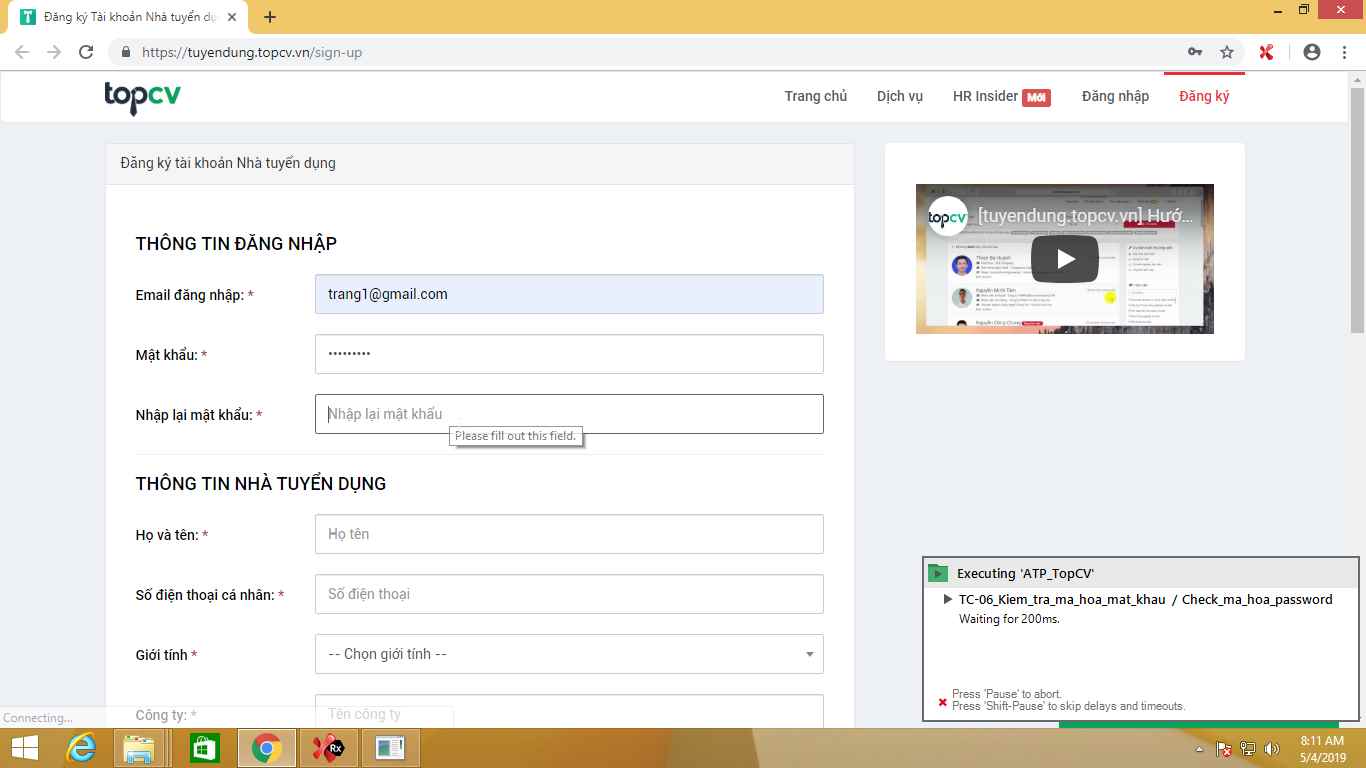 Đăng ký Tài khoản Nhà tuyển dụ
https://tuyendung.topcv.vn/sign-up
topcv
Trang chủ
Dịch vụ
HR Insider Mới
Đăng nhập
Đăng ký
Đăng ký tài khoản Nhà tuyển dụng
THÔNG TIN ĐĂNG NHẬP
Email đăng nhập: *
trang1@gmail.com
Mật khẩu: *
•••••••••
Nhập lại mật khẩu: *
Nhập lại mật khẩu
Please fill out this field.
THÔNG TIN NHÀ TUYỂN DỤNG
Họ và tên: *
Họ tên
Số điện thoại cá nhân: *
Số điện thoại
Giới tính *
-- Chọn giới tính --
Công ty: *
Tên công ty
topcv
[tuyendung.topcv.vn] Hướ...
Executing 'ATP_TopCV'
TC-06_Kiem_tra_ma_hoa_mat_khau / Check_ma_hoa_password
Waiting for 200ms.
Press 'Pause' to abort.
Press 'Shift-Pause' to skip delays and timeouts.
Connecting...
Rx
8:11 AM
5/4/2019